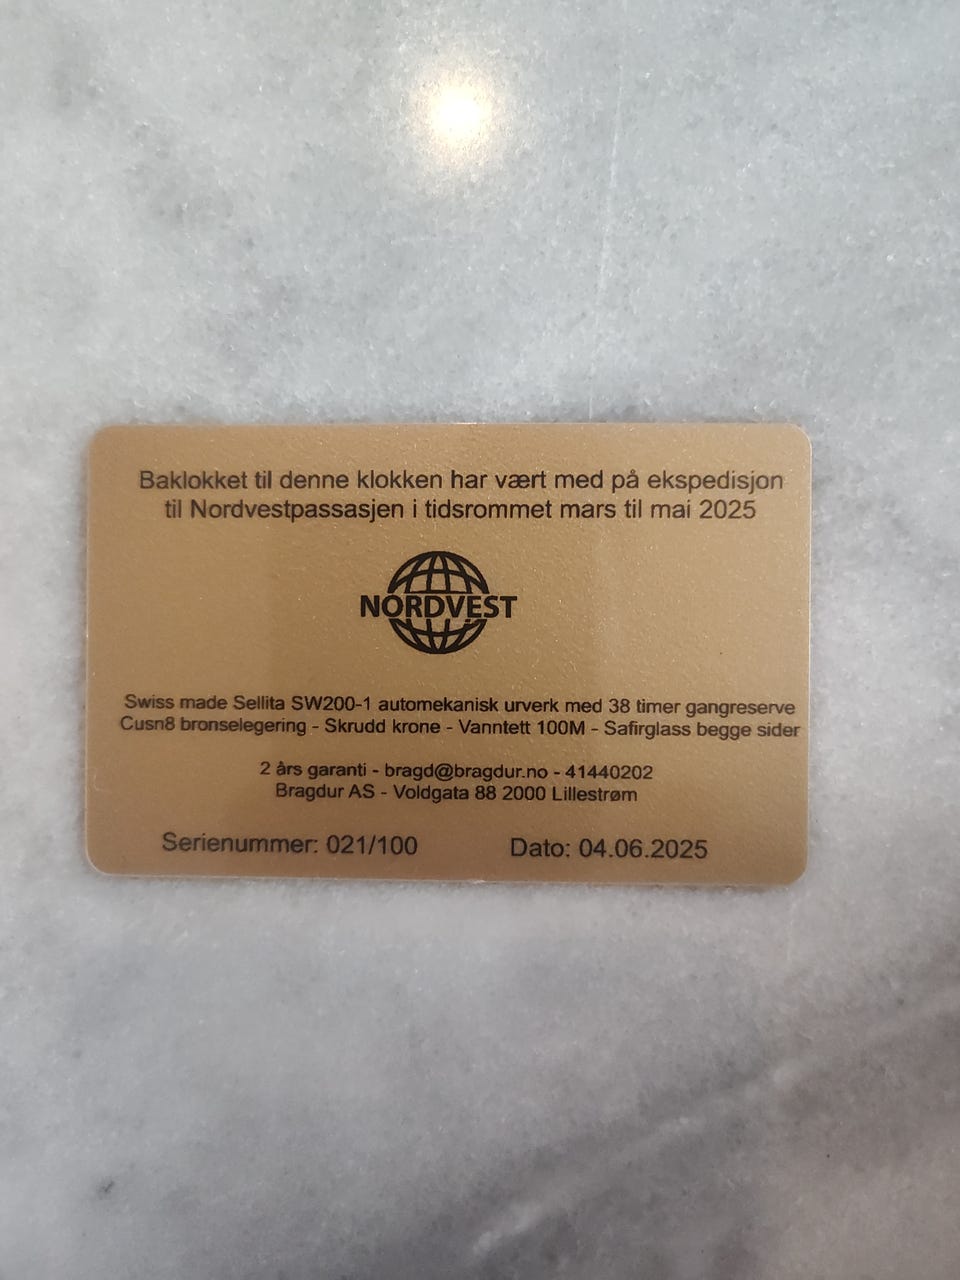 Baklokket til denne klokken har vært med på ekspedisjon
til Nordvestpassasjen i tidsrommet mars til mai 2025
NORDVEST
Swiss made Sellita SW200-1 automekanisk urverk med 38 timer gangreserve
Cusn8 bronselegering - Skrudd krone - Vanntett 100M - Safirglass begge sider
2 års garanti - bragd@bragdur.no - 41440202
Bragdur AS - Voldgata 88 2000 Lillestrøm
Serienummer: 021/100 Dato: 04.06.2025